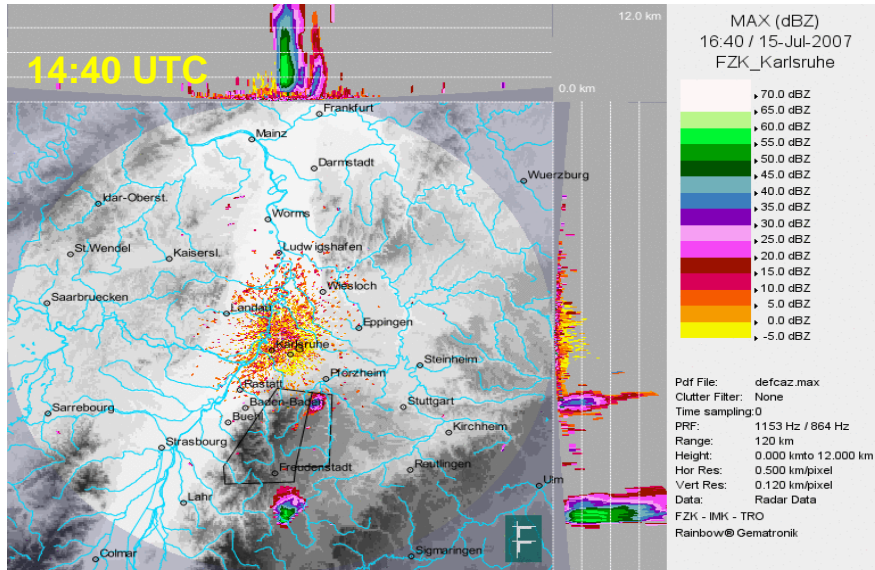 14:40 UTC
12.0 km
0.0 km
MAX (dBZ)
16:40 / 15-Jul-2007
FZK_Karlsruhe
70.0 dBZ
65.0 dBZ
60.0 dBZ
55.0 dBZ
50.0 dBZ
45.0 dBZ
40.0 dBZ
35.0 dBZ
30.0 dBZ
25.0 dBZ
20.0 dBZ
15.0 dBZ
10.0 dBZ
5.0 dBZ
0.0 dBZ
-5.0 dBZ
Pdf File: defcaz.max
Clutter Filter: None
Time sampling:0
PRF: 1153 Hz / 864 Hz
Range: 120 km
Height: 0.000 kmto 12.000 km
Hor Res: 0.500 km/pixel
Vert Res: 0.120 km/pixel
Data: Radar Data
FZK - IMK - TRO
Rainbow® Gematronik
Frankfurt
Mainz
Darmstadt
Wuerzburg
Idar-Oberst.
Worms
St.Wendel
Kaisersl.
Ludwigshafen
Wiesloch
Saarbruecken
Landau
Eppingen
Karlsruhe
Steinheim
Pforzheim
Rastatt
Baden-Baden
Stuttgart
Sarrebourg
Buehl
Kirchheim
Strasbourg
Freudenstadt
Reutlingen
Ulm
Lahr
Colmar
Sigmaringen